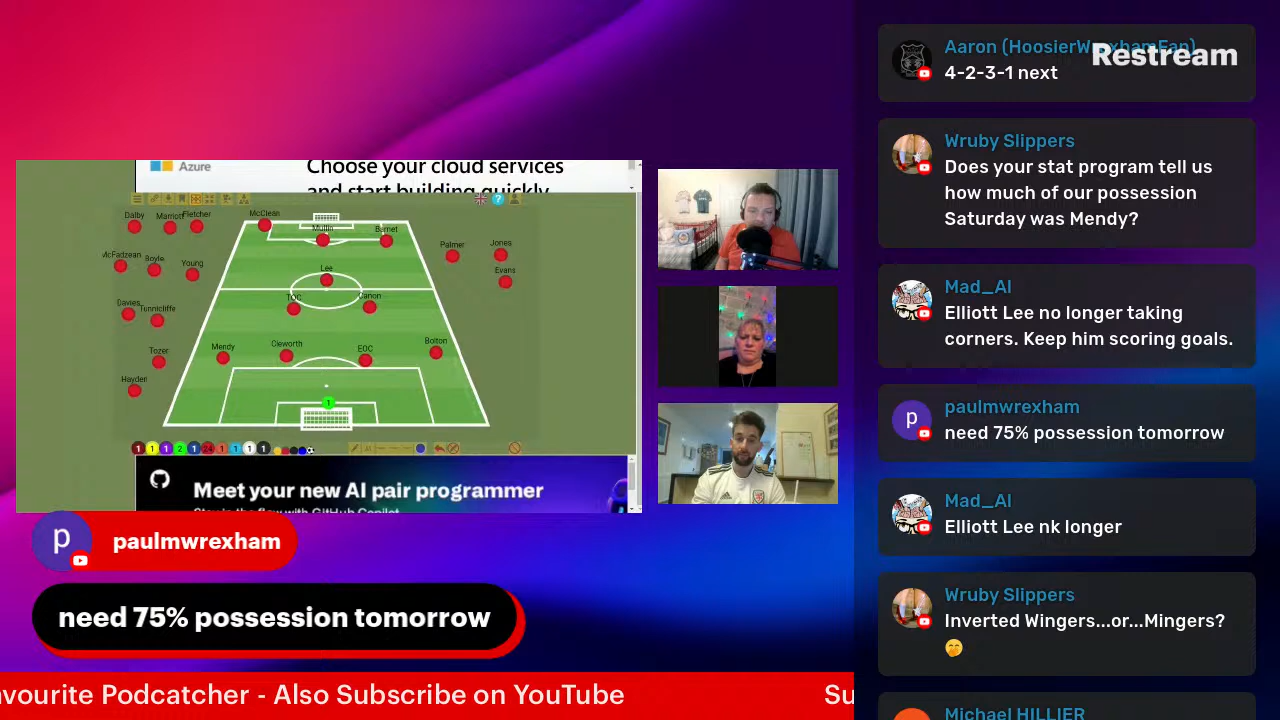 Azure
Choose your cloud services
and start building quickly
Dalby
Marriott
Fletcher
McClean
Mullin
Barnet
Palmer
Jones
McFadzean
Boyle
Young
Lee
Evans
Davies
Tunnicliffe
TOC
Canon
Tozer
Mendy
Cleworth
EOC
Bolton
Hayden
1
Meet your new AI pair programmer
paulmwrexham
need 75% possession tomorrow
avourite Podcatcher - Also Subscribe on YouTube
Su
Restream
Aaron (HoosierWrexhamFan)
4-2-3-1 next
Wruby Slippers
Does your stat program tell us
how much of our possession
Saturday was Mendy?
Mad_Al
Elliott Lee no longer taking
corners. Keep him scoring goals.
paulmwrexham
need 75% possession tomorrow
Mad_Al
Elliott Lee nk longer
Wruby Slippers
Inverted Wingers...or...Mingers?
Michael HILLIER